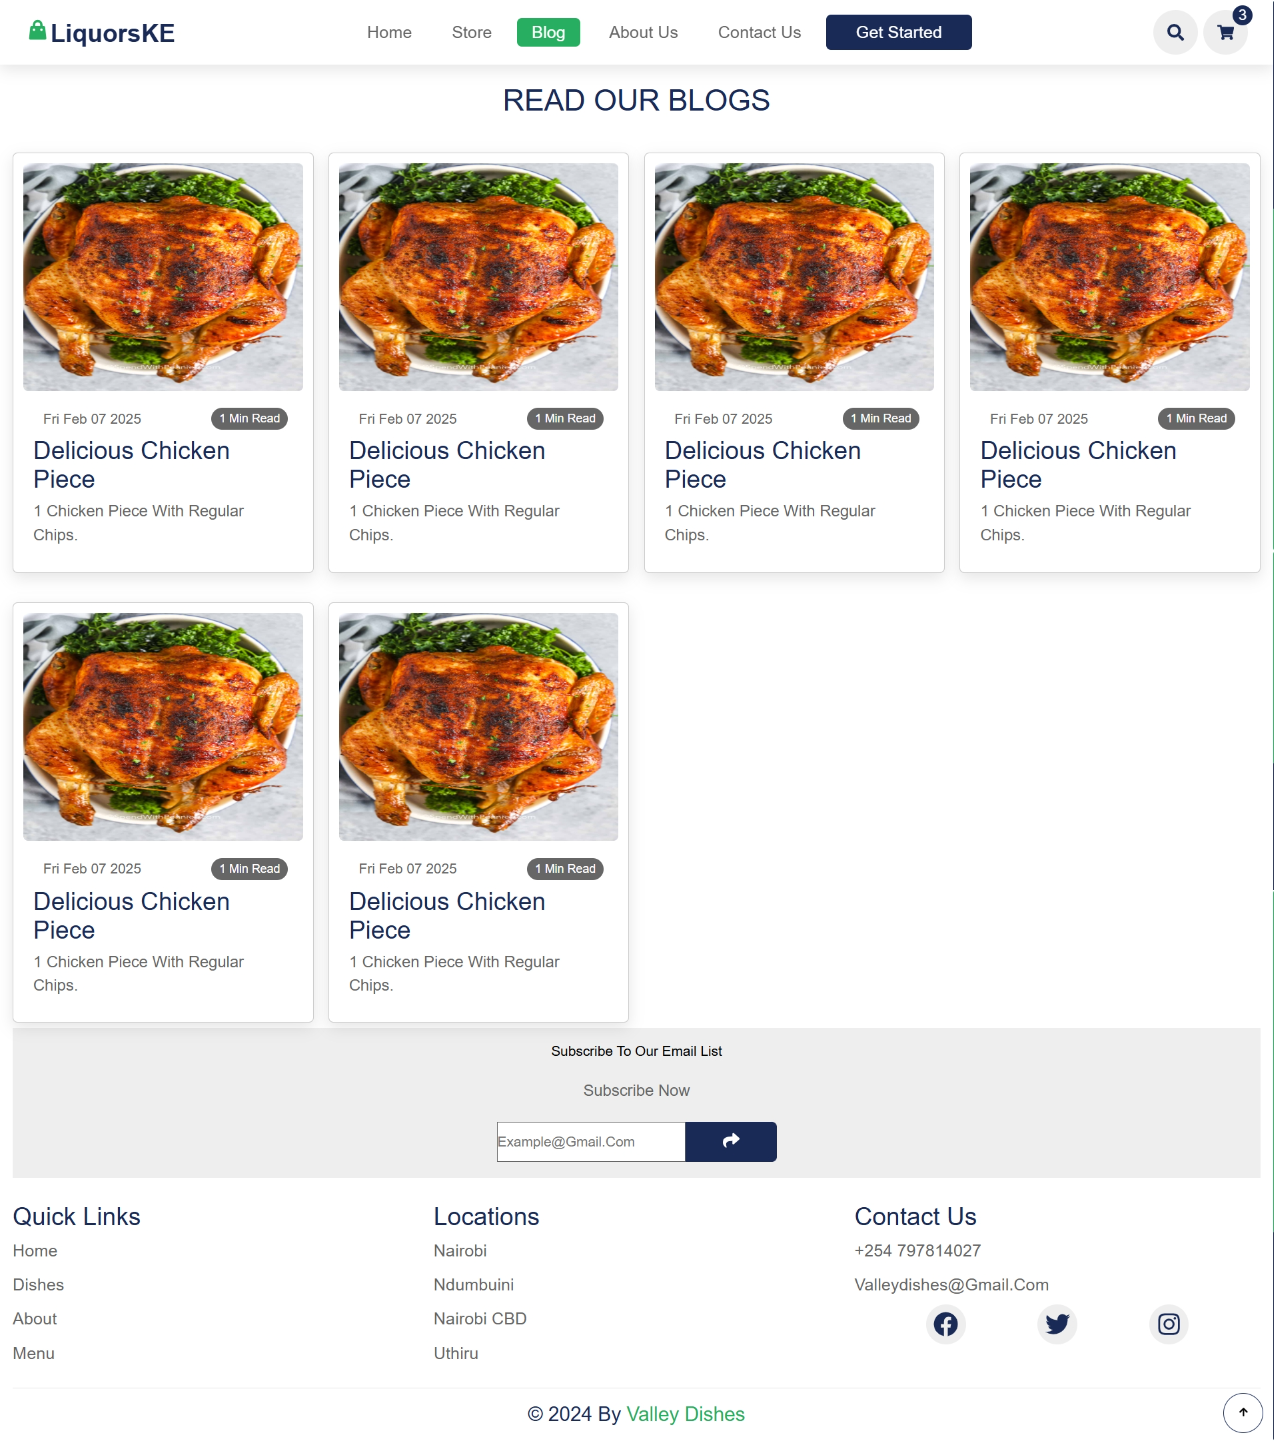 LiquorsKE
Home Store Blog About Us Contact Us Get Started
3
READ OUR BLOGS
Fri Feb 07 2025 1 Min Read
Delicious Chicken
Piece
1 Chicken Piece With Regular
Chips.
Fri Feb 07 2025 1 Min Read
Delicious Chicken
Piece
1 Chicken Piece With Regular
Chips.
Fri Feb 07 2025 1 Min Read
Delicious Chicken
Piece
1 Chicken Piece With Regular
Chips.
Fri Feb 07 2025 1 Min Read
Delicious Chicken
Piece
1 Chicken Piece With Regular
Chips.
Fri Feb 07 2025 1 Min Read
Delicious Chicken
Piece
1 Chicken Piece With Regular
Chips.
Fri Feb 07 2025 1 Min Read
Delicious Chicken
Piece
1 Chicken Piece With Regular
Chips.
Subscribe To Our Email List
Subscribe Now
Example@Gmail.Com
Quick Links
Home
Dishes
About
Menu
Locations
Nairobi
Ndumbuini
Nairobi CBD
Uthiru
Contact Us
+254 797814027
Valleydishes@Gmail.Com
© 2024 By Valley Dishes